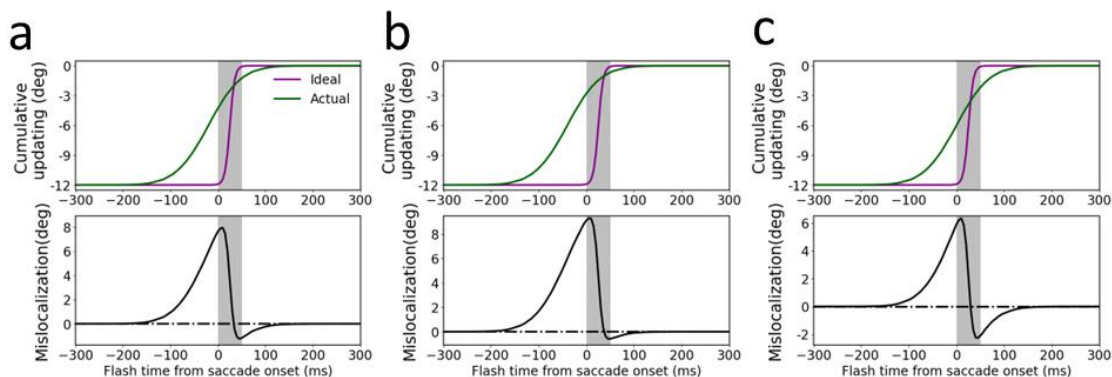 a
b
c
Cumulative
updating (deg)
0
-3
-6
-9
-12
Ideal
Actual
−300 −200 −100 0 100 200 300
Cumulative
updating (deg)
0
-3
-6
-9
-12
−300 −200 −100 0 100 200 300
Cumulative
updating (deg)
0
-3
-6
-9
-12
−300 −200 −100 0 100 200 300
Mislocalization(deg)
8
6
4
2
0
−300 −200 −100 0 100 200 300
Flash time from saccade onset (ms)
Mislocalization(deg)
8
6
4
2
0
−300 −200 −100 0 100 200 300
Flash time from saccade onset (ms)
Mislocalization(deg)
6
4
2
0
-2
−300 −200 −100 0 100 200 300
Flash time from saccade onset (ms)